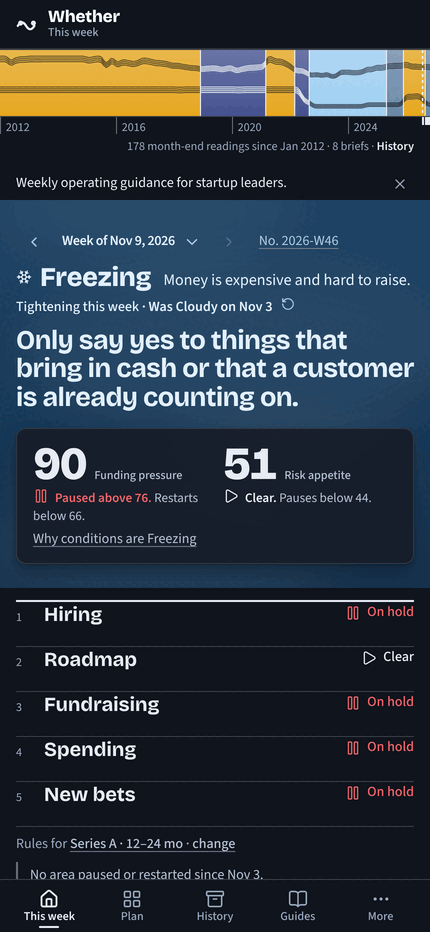 Whether
This week
2012 2016 2020 2024
178 month-end readings since Jan 2012 · 8 briefs · History
Weekly operating guidance for startup leaders.
Week of Nov 9, 2026
No. 2026-W46
Freezing Money is expensive and hard to raise.
Tightening this week · Was Cloudy on Nov 3
Only say yes to things that
bring in cash or that a customer
is already counting on.
90 Funding pressure
Paused above 76. Restarts
below 66.
51 Risk appetite
Clear. Pauses below 44.
Why conditions are Freezing
1 Hiring On hold
2 Roadmap Clear
3 Fundraising On hold
4 Spending On hold
5 New bets On hold
Rules for Series A · 12–24 mo · change
No area paused or restarted since Nov 3.
This week Plan History Guides More